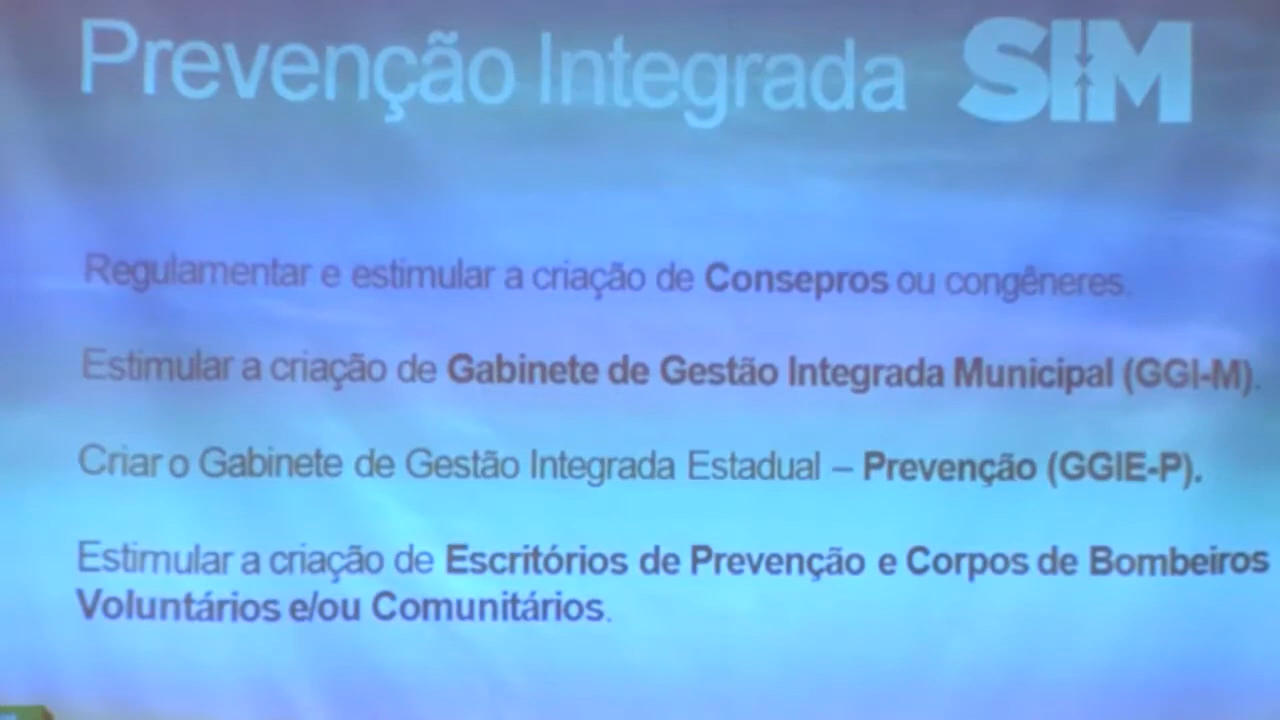 Prevenção Integrada SIM
Regulamentar e estimular a criação de Consepros ou congêneres.
Estimular a criação de Gabinete de Gestão Integrada Municipal (GGI-M).
Criar o Gabinete de Gestão Integrada Estadual – Prevenção (GGIE-P).
Estimular a criação de Escritórios de Prevenção e Corpos de Bombeiros
Voluntários e/ou Comunitários.